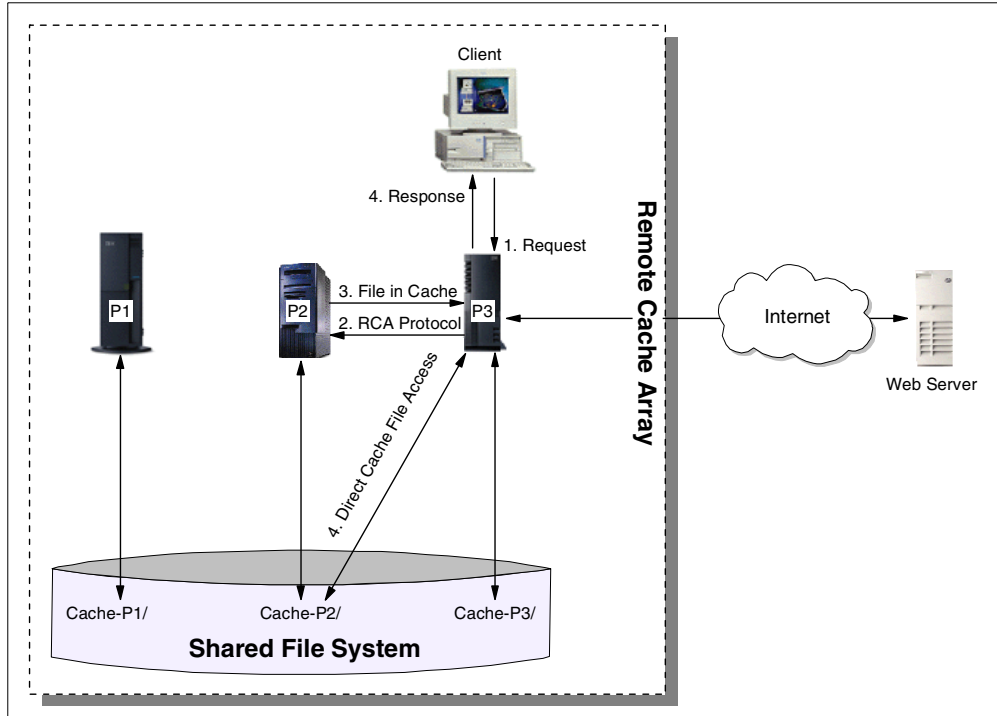 Client
4. Response
1. Request
P1
P2
3. File in Cache
2. RCA Protocol
P3
Remote Cache Array
Internet
Web Server
4. Direct Cache File Access
Cache-P1/
Cache-P2/
Cache-P3/
Shared File System